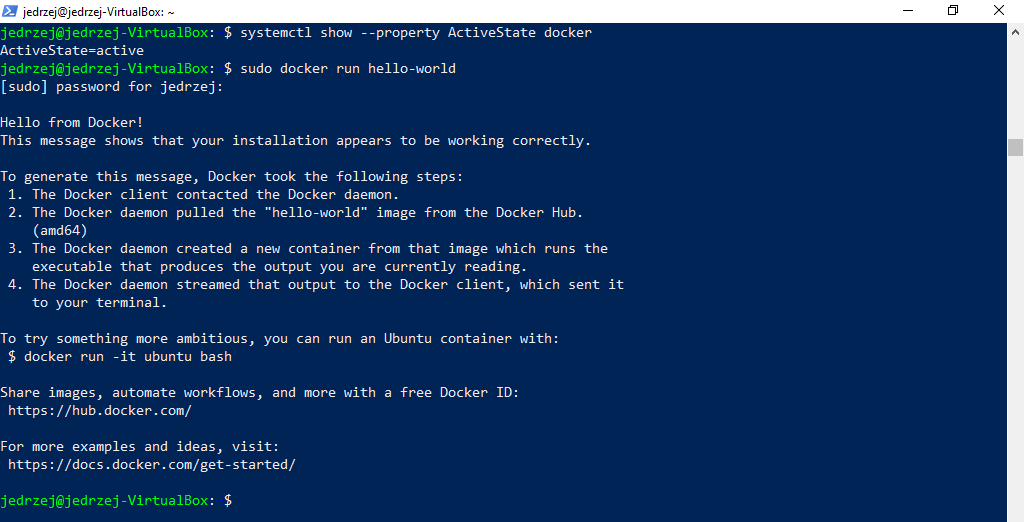 jedrzej@jedrzej-VirtualBox: ~
jedrzej@jedrzej-VirtualBox: $ systemctl show --property ActiveState docker
ActiveState=active
jedrzej@jedrzej-VirtualBox: $ sudo docker run hello-world
[sudo] password for jedrzej:
Hello from Docker!
This message shows that your installation appears to be working correctly.
To generate this message, Docker took the following steps:
1. The Docker client contacted the Docker daemon.
2. The Docker daemon pulled the "hello-world" image from the Docker Hub.
(amd64)
3. The Docker daemon created a new container from that image which runs the
executable that produces the output you are currently reading.
4. The Docker daemon streamed that output to the Docker client, which sent it
to your terminal.
To try something more ambitious, you can run an Ubuntu container with:
$ docker run -it ubuntu bash
Share images, automate workflows, and more with a free Docker ID:
https://hub.docker.com/
For more examples and ideas, visit:
https://docs.docker.com/get-started/
jedrzej@jedrzej-VirtualBox: $